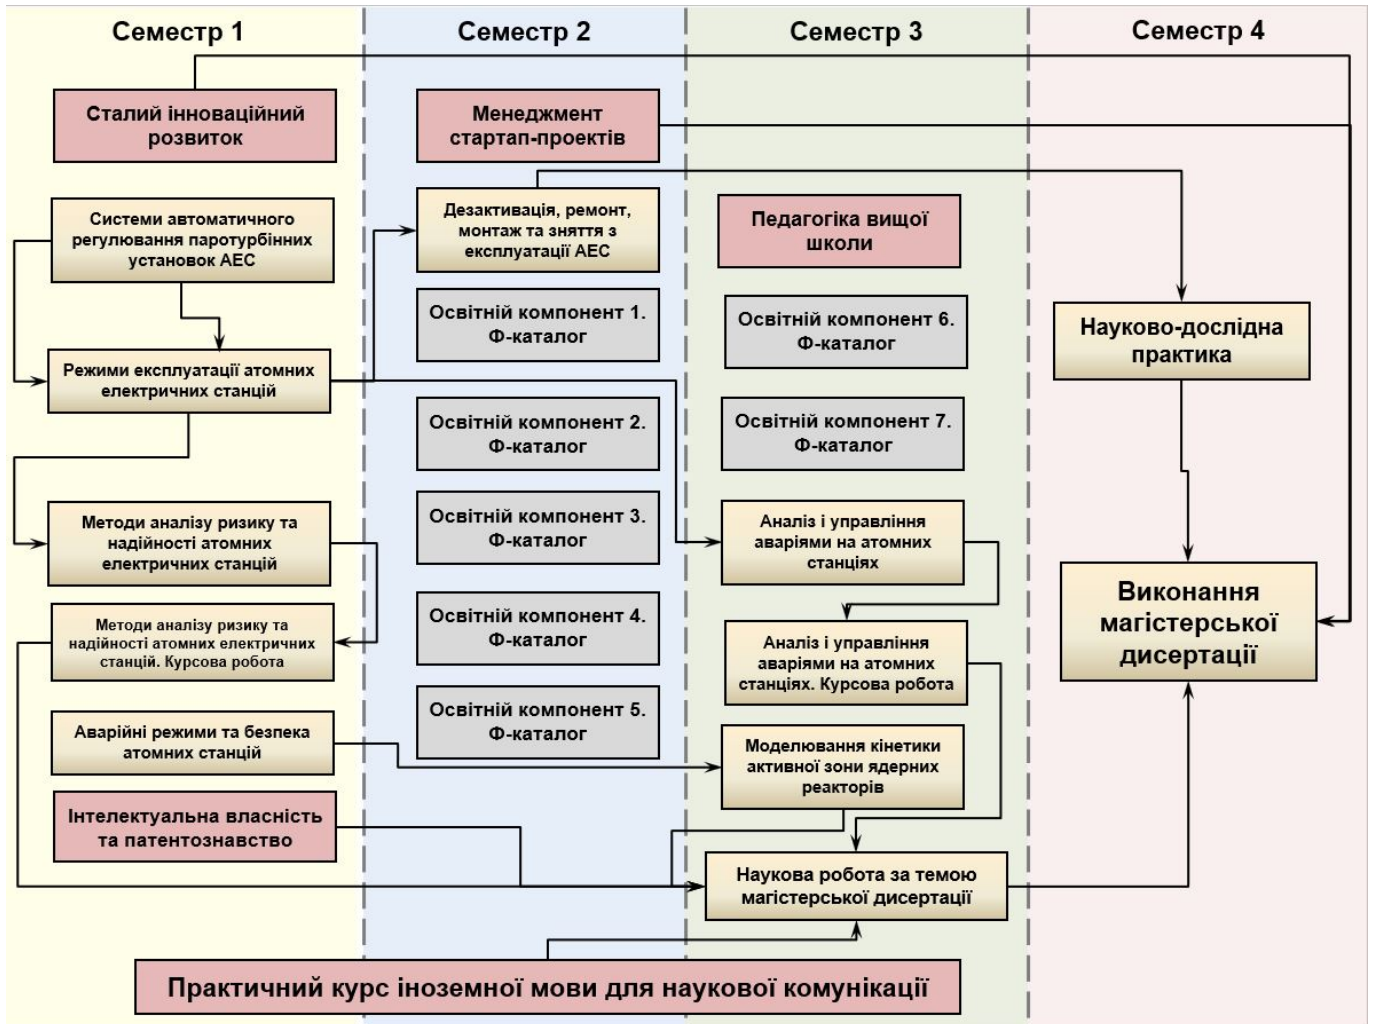 Семестр 1
Семестр 2
Семестр 3
Семестр 4
Сталий інноваційний
розвиток
Системи автоматичного
регулювання паротурбінних
установок АЕС
Режими експлуатації атомних
електричних станцій
Методи аналізу ризику та
надійності атомних
електричних станцій
Методи аналізу ризику та
надійності атомних електричних
станцій. Курсова робота
Аварійні режими та безпека
атомних станцій
Інтелектуальна власність
та патентознавство
Менеджмент
стартап-проектів
Дезактивація, ремонт,
монтаж та зняття з
експлуатації АЕС
Освітній компонент 1.
Ф-каталог
Освітній компонент 2.
Ф-каталог
Освітній компонент 3.
Ф-каталог
Освітній компонент 4.
Ф-каталог
Освітній компонент 5.
Ф-каталог
Педагогіка вищої
школи
Освітній компонент 6.
Ф-каталог
Освітній компонент 7.
Ф-каталог
Аналіз і управління
аваріями на атомних
станціях
Аналіз і управління
аваріями на атомних
станціях. Курсова робота
Моделювання кінетики
активної зони ядерних
реакторів
Наукова робота за темою
магістерської дисертації
Науково-дослідна
практика
Виконання
магістерської
дисертації
Практичний курс іноземної мови для наукової комунікації